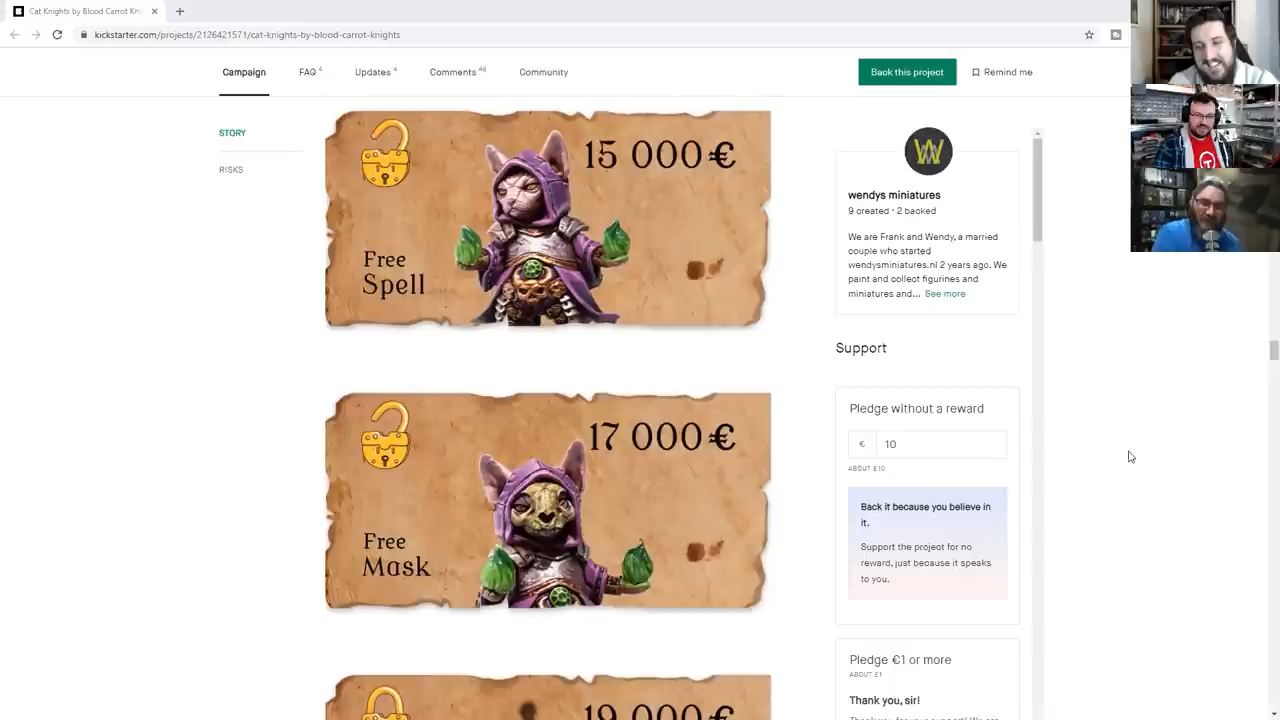 Cat Knights by Blood Carrot Kni
kickstarter.com/projects/2126421571/cat-knights-by-blood-carrot-knights
Campaign FAQ 4 Updates 4 Comments 46 Community
Back this project Remind me
STORY
RISKS
15 000 €
Free
Spell
17 000 €
Free
Mask
19 000 €
wendys miniatures
9 created · 2 backed
We are Frank and Wendy, a married
couple who started
wendysminiatures.nl 2 years ago. We
paint and collect figurines and
miniatures and... See more
Support
Pledge without a reward
€ 10
ABOUT £10
Back it because you believe in
it.
Support the project for no
reward, just because it speaks
to you.
Pledge €1 or more
ABOUT £1
Thank you, sir!